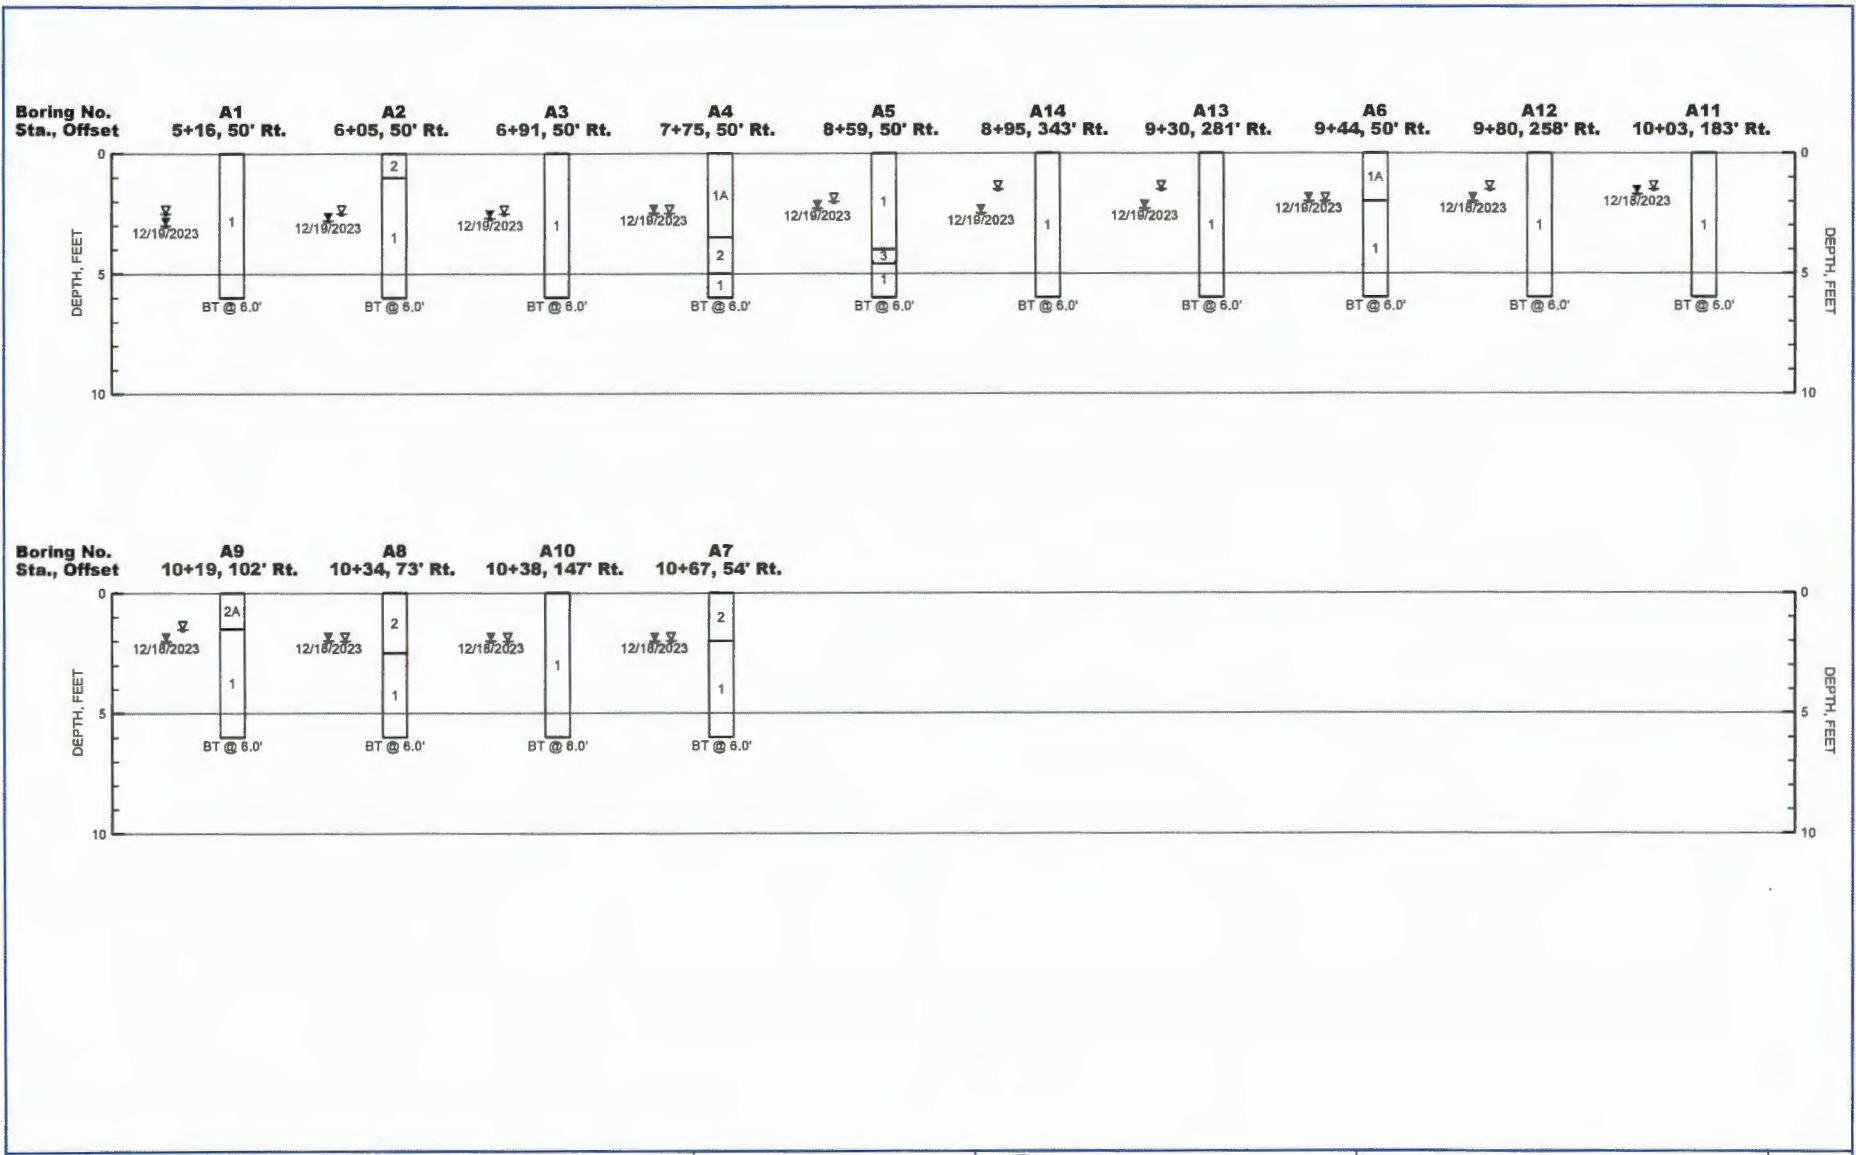 Boring No. A1 A2 A3 A4 A5 A14 A13 A6 A12 A11
Sta., Offset 5+16, 50' Rt. 6+05, 50' Rt. 6+91, 50' Rt. 7+75, 50' Rt. 8+59, 50' Rt. 8+95, 343' Rt. 9+30, 281' Rt. 9+44, 50' Rt. 9+80, 258' Rt. 10+03, 183' Rt.
0 0
2 1A
1A 1
12/19/2023 12/19/2023 12/19/2023 12/19/2023 12/19/2023 12/19/2023 12/19/2023 12/19/2023 12/18/2023 12/18/2023
1 1 1 1 1 1 1
1 2 3 1
DEPTH, FEET DEPTH, FEET
5 5
1 1
BT @ 6.0' BT @ 6.0' BT @ 6.0' BT @ 6.0' BT @ 6.0' BT @ 6.0' BT @ 6.0' BT @ 6.0' BT @ 6.0' BT @ 6.0'
10 10
Boring No. A9 A8 A10 A7
Sta., Offset 10+19, 102' Rt. 10+34, 73' Rt. 10+38, 147' Rt. 10+67, 54' Rt.
0 0
2A 2 2
12/18/2023 12/18/2023 12/18/2023 12/18/2023
1 1 1 1
DEPTH, FEET DEPTH, FEET
5 5
BT @ 6.0' BT @ 6.0' BT @ 6.0' BT @ 6.0'
10 10